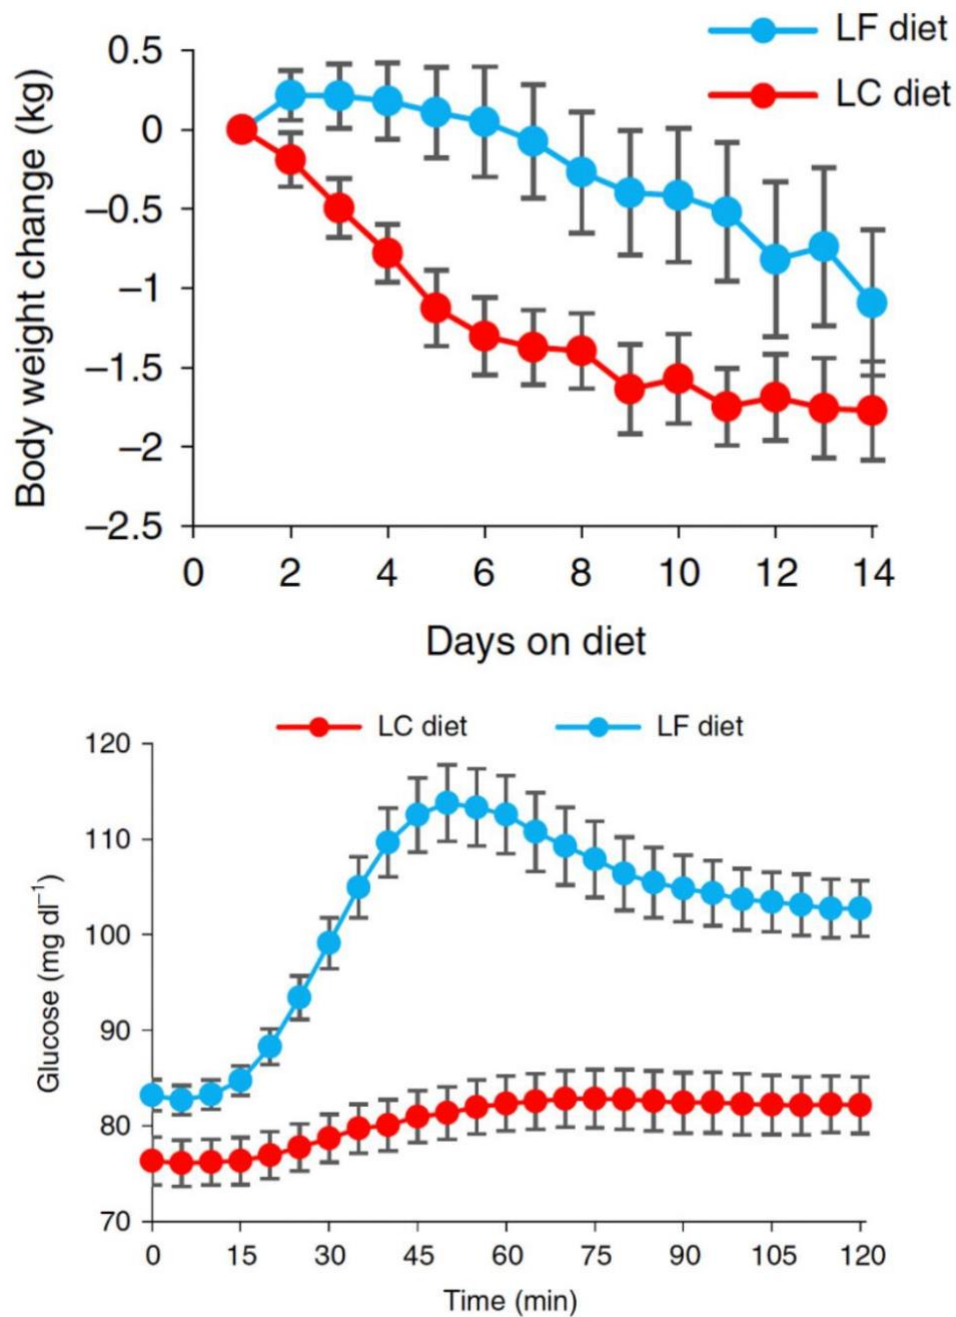 LF diet
LC diet
Body weight change (kg)
0.5
0
–0.5
–1
–1.5
–2
–2.5
0 2 4 6 8 10 12 14
Days on diet
LC diet LF diet
Glucose (mg dl⁻¹)
120
110
100
90
80
70
0 15 30 45 60 75 90 105 120
Time (min)